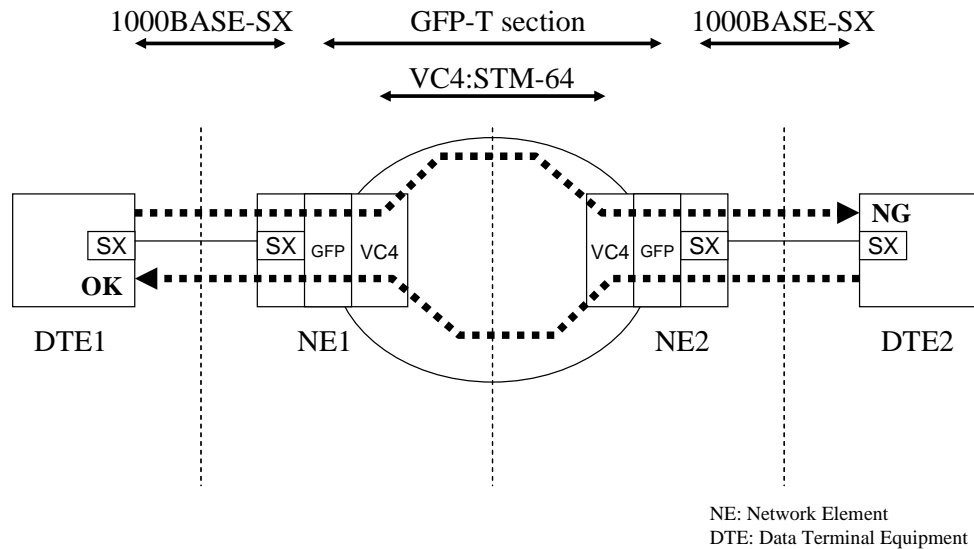 1000BASE-SX GFP-T section 1000BASE-SX
VC4:STM-64
NG
SX SX GFP VC4 VC4 GFP SX SX
OK
DTE1 NE1 NE2 DTE2
NE: Network Element
DTE: Data Terminal Equipment